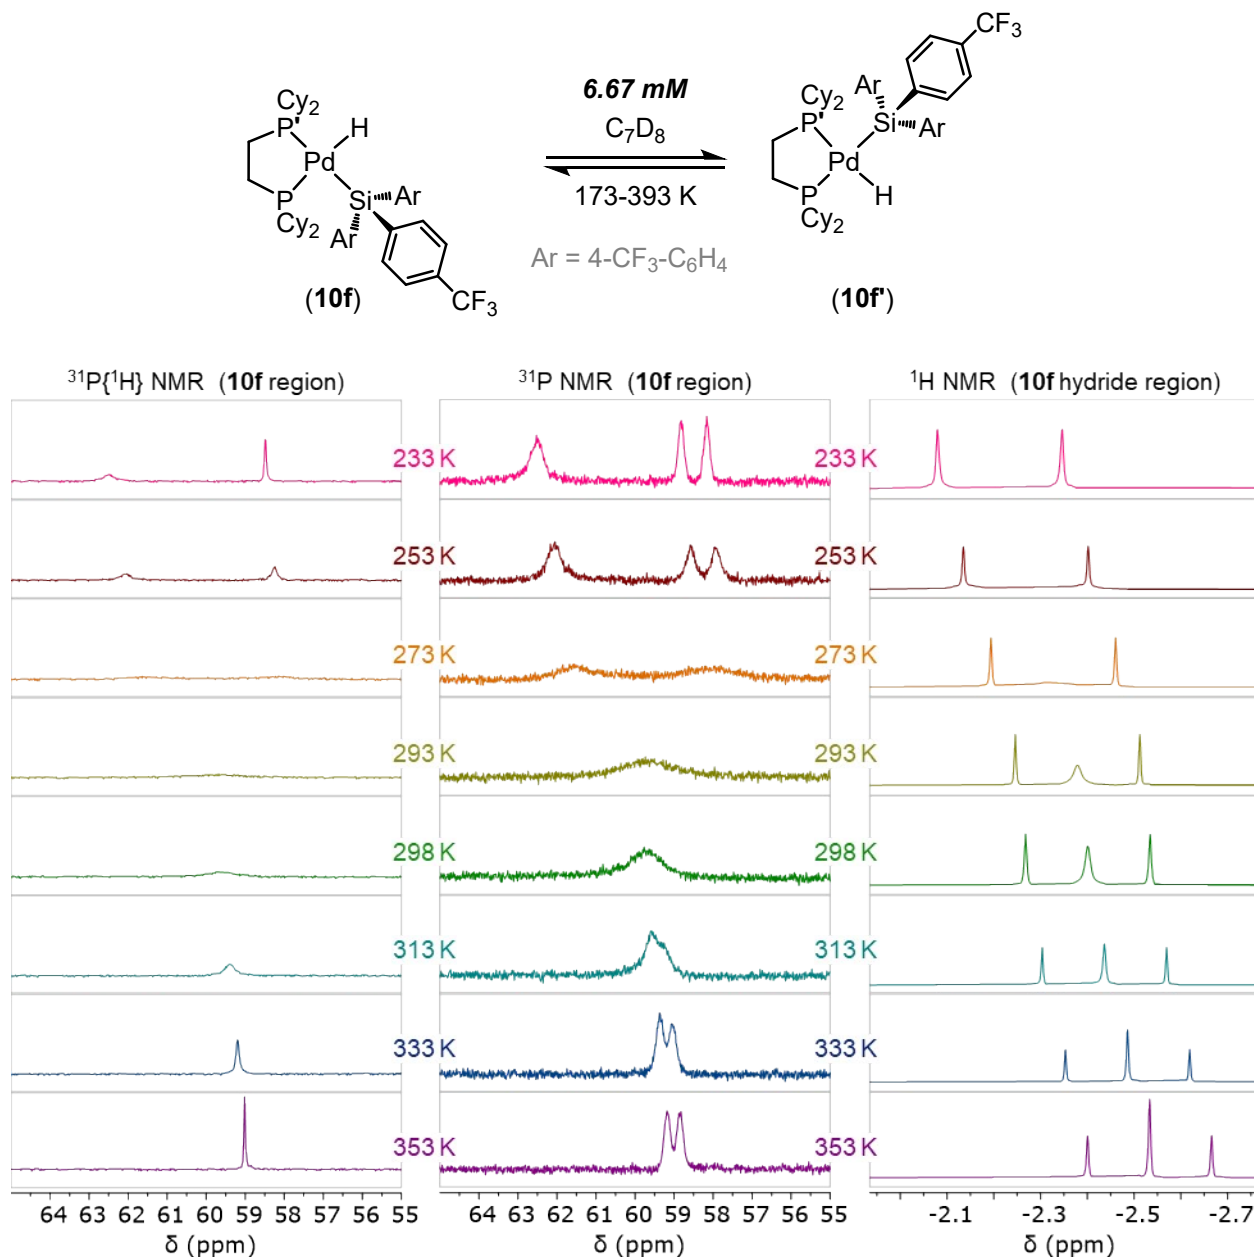 CF3
Cy2
P'
H
Pd
P
Cy2
Si
Ar
Ar
CF3
(10f)
6.67 mM
C7D8
173-393 K
Ar = 4-CF3-C6H4
Cy2
P'
Ar
Si
Ar
Pd
P
H
Cy2
(10f')
31P{1H} NMR (10f region)
31P NMR (10f region)
1H NMR (10f hydride region)
233 K
233 K
253 K
253 K
273 K
273 K
293 K
293 K
298 K
298 K
313 K
313 K
333 K
333 K
353 K
353 K
64 63 62 61 60 59 58 57 56 55
64 63 62 61 60 59 58 57 56 55
-2.1 -2.3 -2.5 -2.7
δ (ppm)
δ (ppm)
δ (ppm)